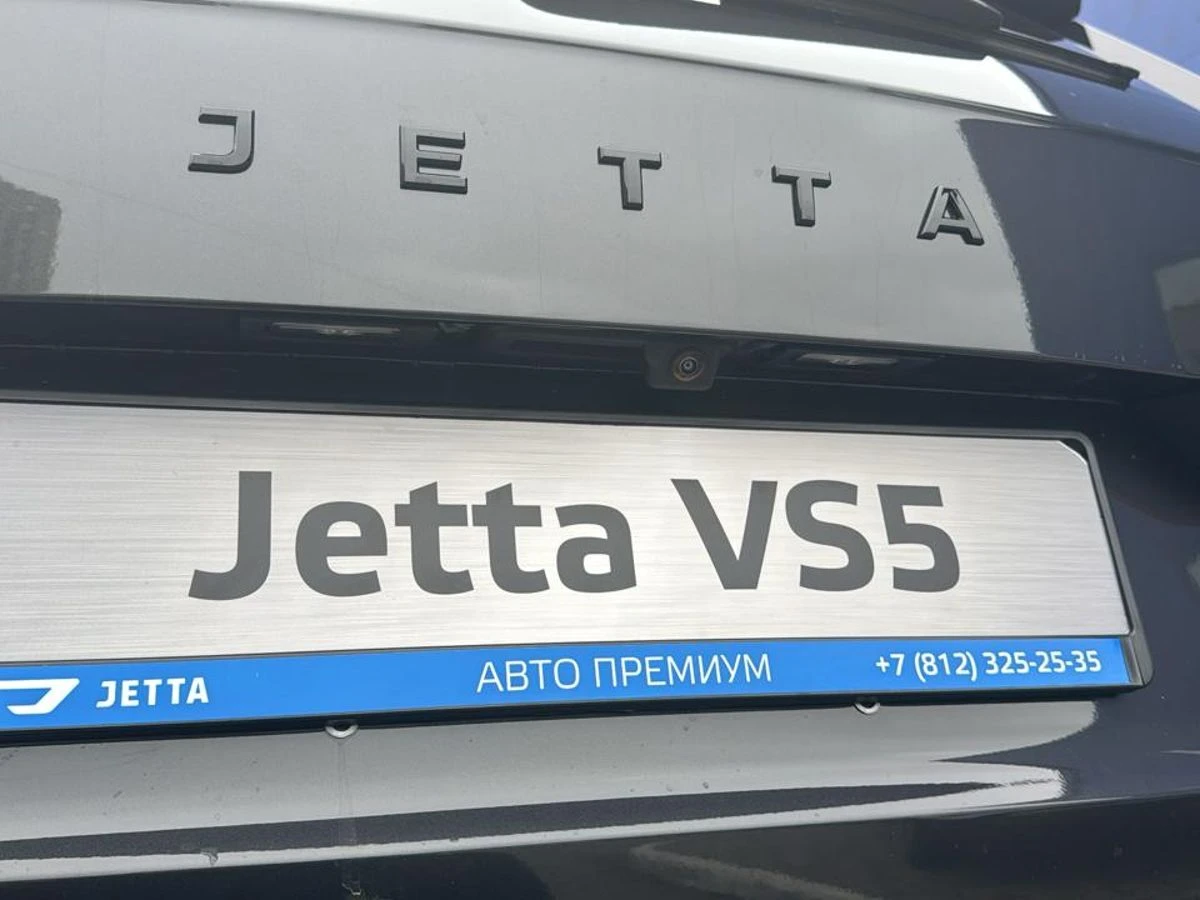 JETTA
Jetta VS5
JETTA АВТО ПРЕМИУМ +7 (812) 325-25-35